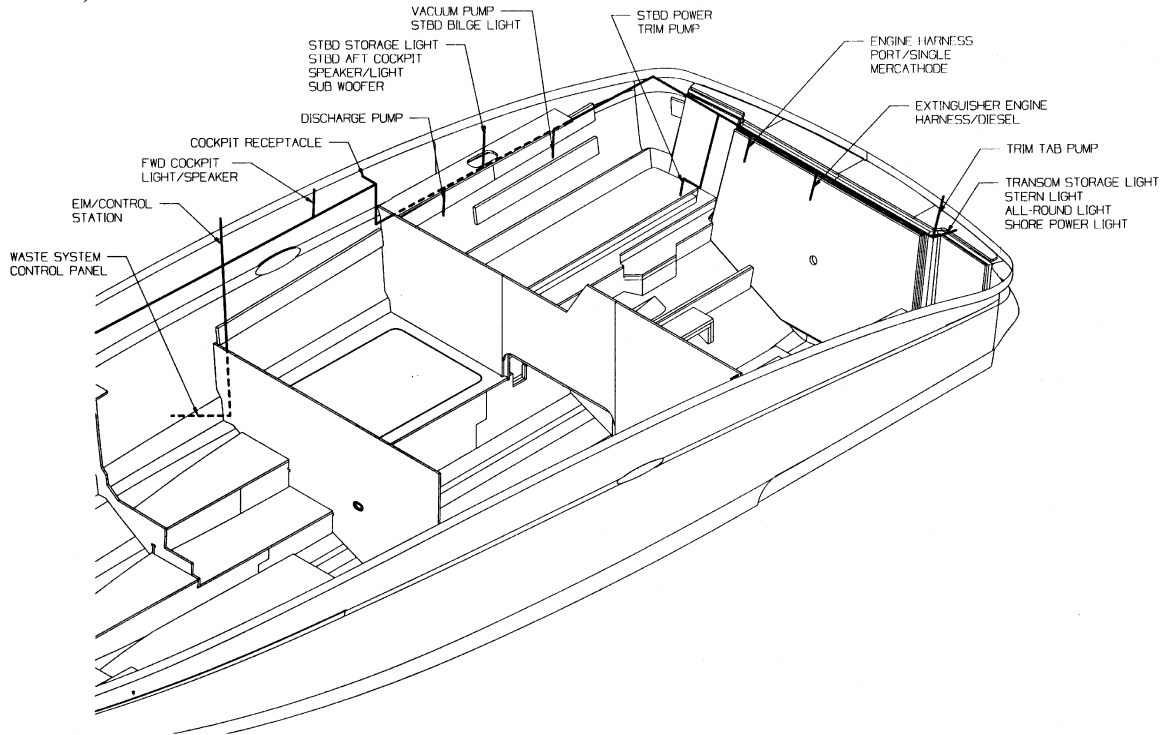 VACUUM PUMP
STBD BILGE LIGHT
STBD POWER
TRIM PUMP
STBD STORAGE LIGHT
STBD AFT COCKPIT
SPEAKER/LIGHT
SUB WOOFER
ENGINE HARNESS
PORT/SINGLE
MERCATHODE
DISCHARGE PUMP
EXTINGUISHER ENGINE
HARNESS/DIESEL
COCKPIT RECEPTACLE
TRIM TAB PUMP
FWD COCKPIT
LIGHT/SPEAKER
TRANSOM STORAGE LIGHT
STERN LIGHT
ALL-ROUND LIGHT
SHORE POWER LIGHT
EIM/CONTROL
STATION
WASTE SYSTEM
CONTROL PANEL